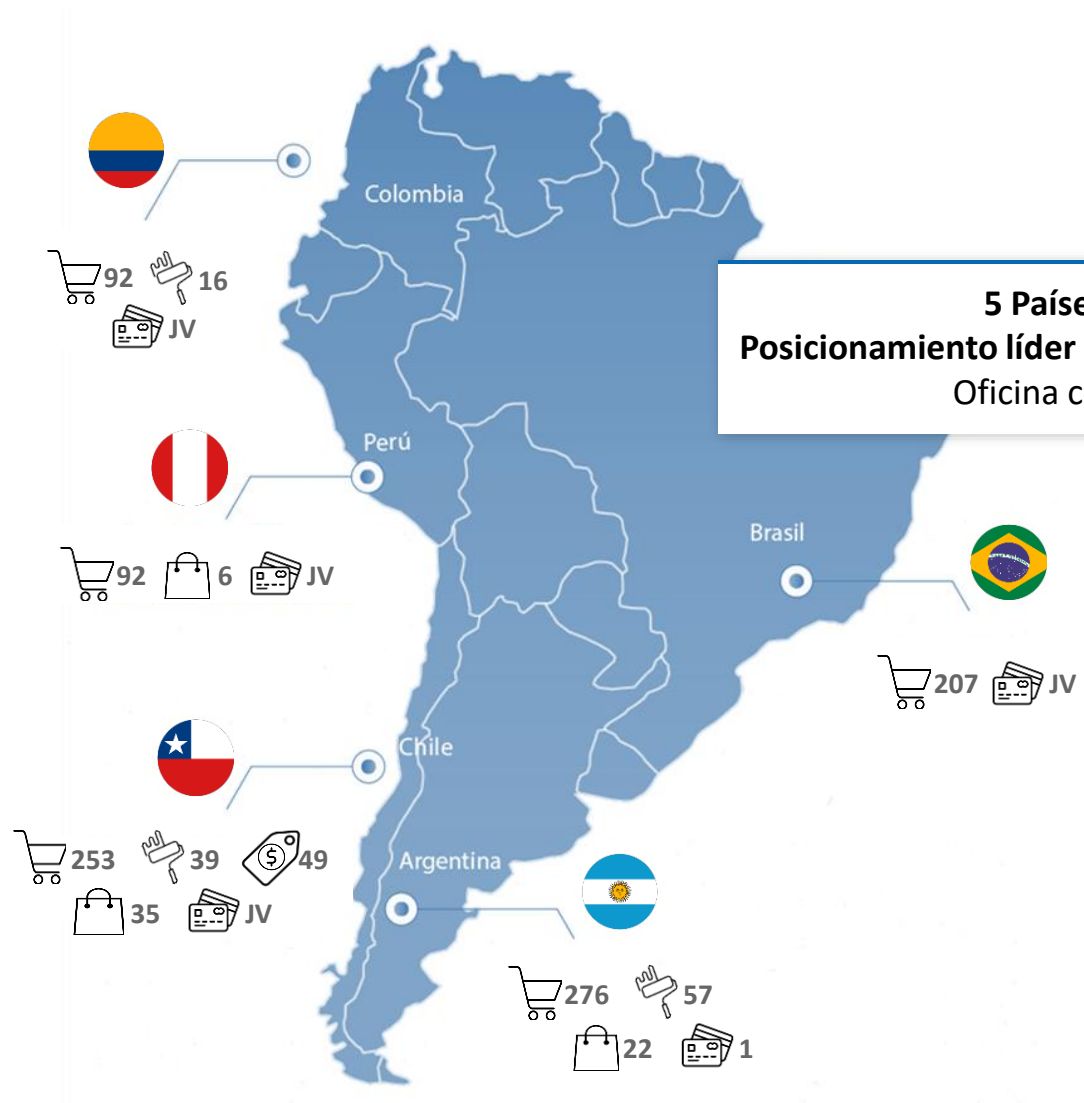 Colombia
92 16
JV
5 Paíse
Posicionamiento líder
Oficina c
Perú
92 6 JV
Brasil
207 JV
Chile
253 39 49
35 JV
Argentina
276 57
22 1